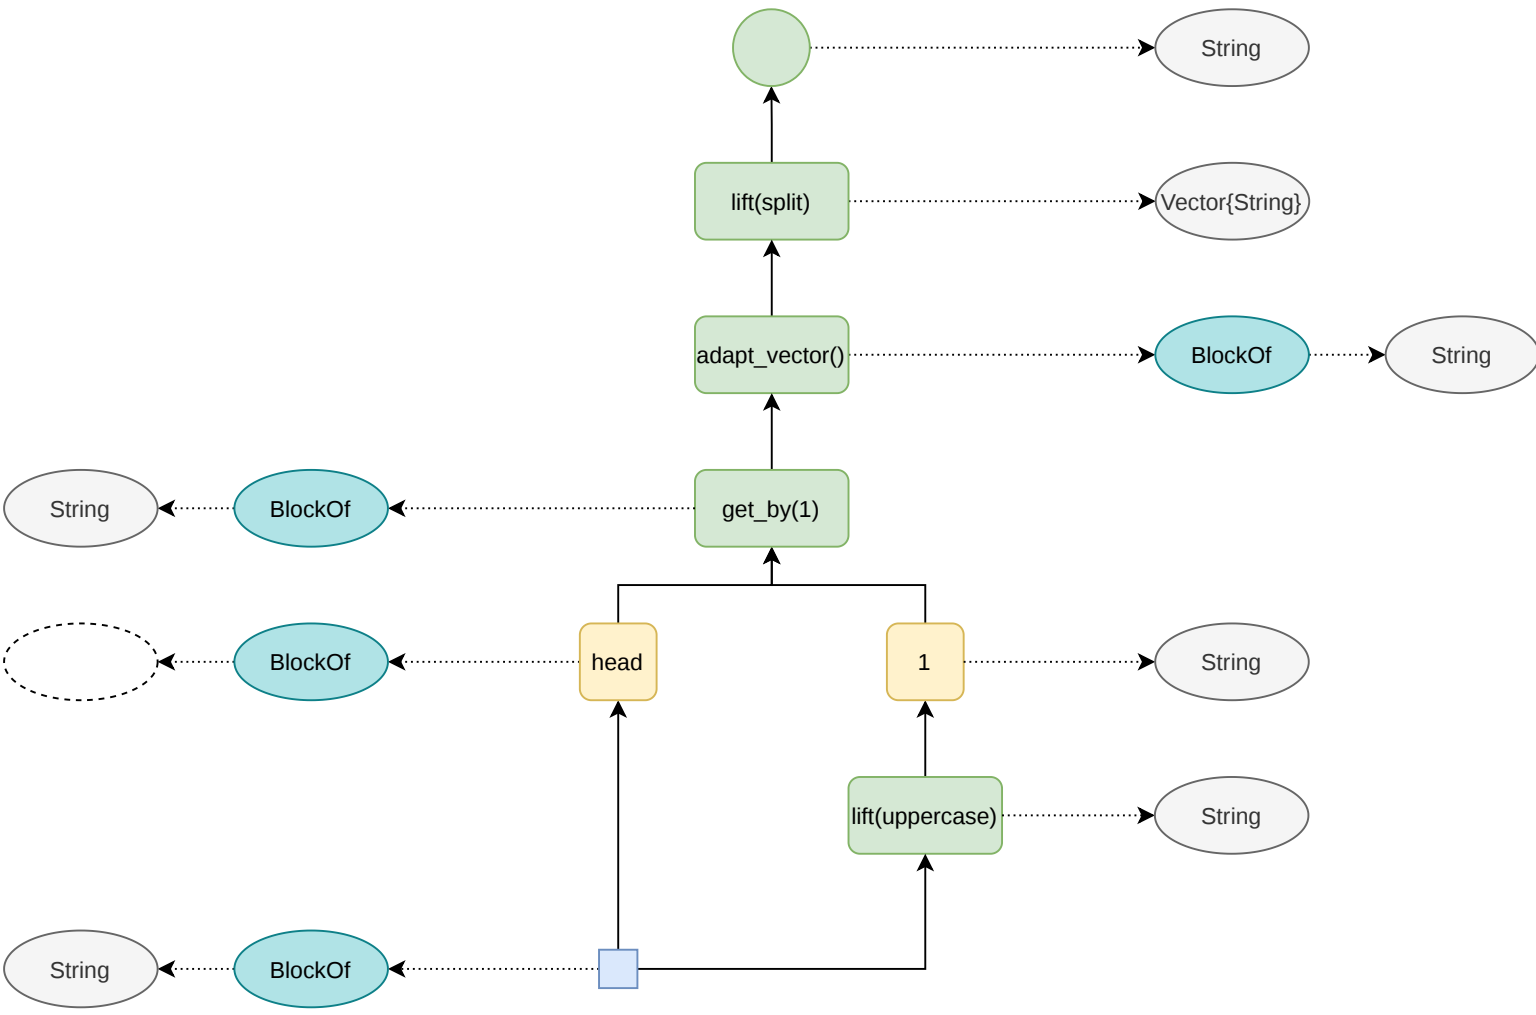 String
lift(split)
Vector{String}
adapt_vector()
BlockOf
String
String
BlockOf
get_by(1)
BlockOf
head
1
String
lift(uppercase)
String
String
BlockOf